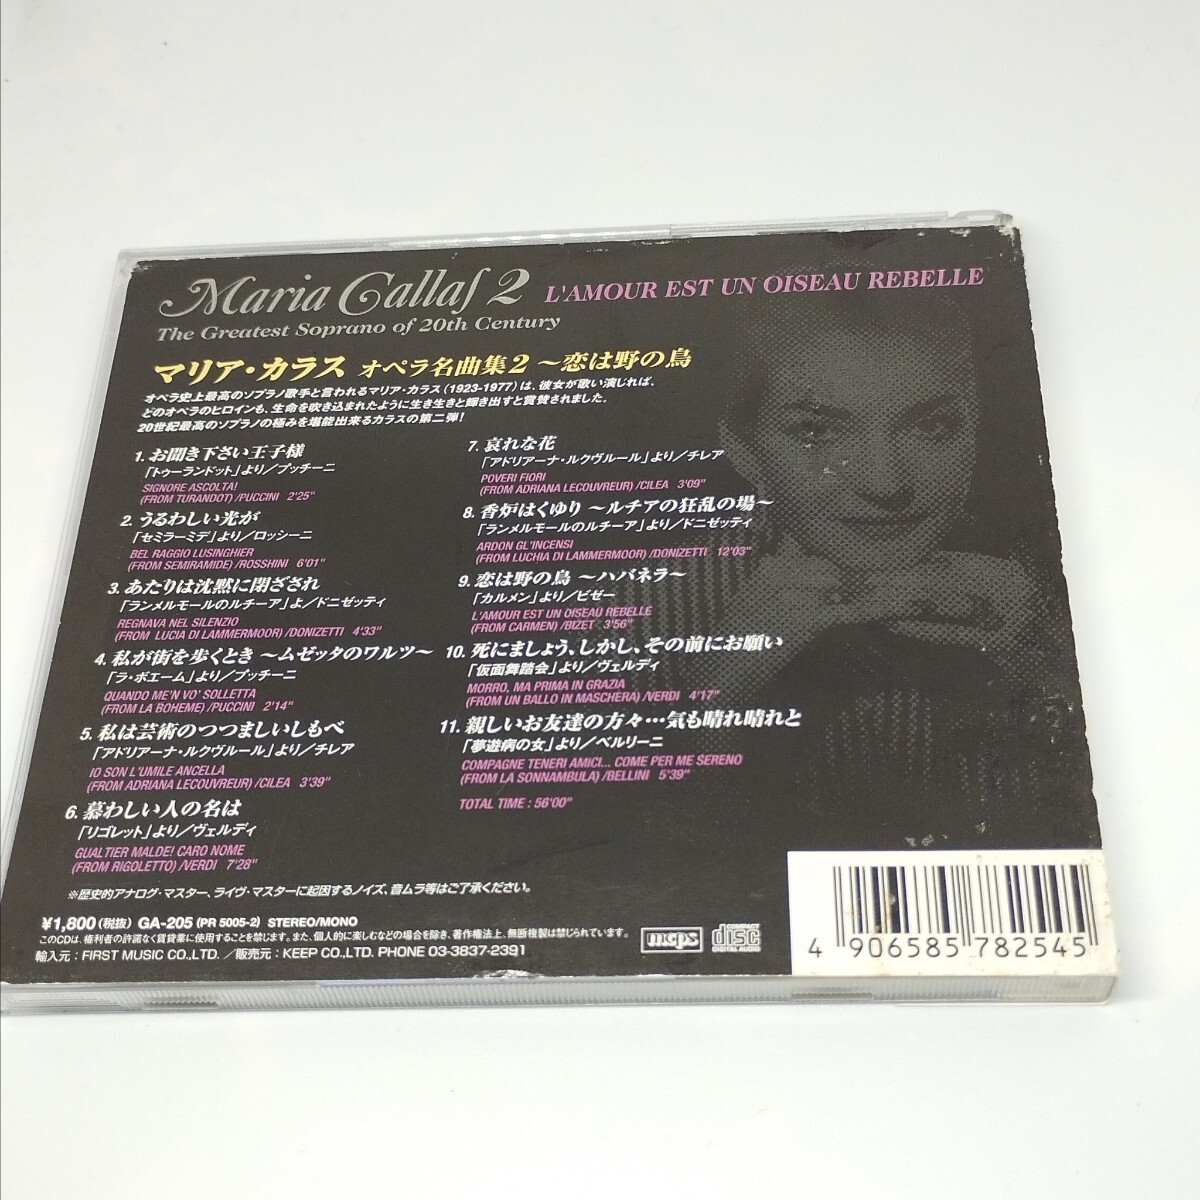 Maria Callas 2 L'AMOUR EST UN OISEAU REBELLE
The Greatest Soprano of 20th Century
マリア・カラス オペラ名曲集2 〜恋は野の鳥
オペラ史上最高のソプラノ歌手と言われるマリア・カラス(1923-1977)は、彼女が歌い演じれば、
どのオペラのヒロインも、生命を吹き込まれたように生き生きと輝き出すと賞賛されました。
20世紀最高のソプラノの極みを堪能出来るカラスの第二弾!
1. お聞き下さい王子様
「トゥーランドット」より/プッチーニ
SIGNORE ASCOLTA!
(FROM TURANDOT) /PUCCINI 2'25"
2. うるわしい光が
「セミラーミデ」より/ロッシーニ
BEL RAGGIO LUSINGHIER
(FROM SEMIRAMIDE) /ROSSHINI 6'01"
3. あたりは沈黙に閉ざされ
「ランメルモールのルチーア」よ/ドニゼッティ
REGNAVA NEL SILENZIO
(FROM LUCIA DI LAMMERMOOR) /DONIZETTI 4'33"
4. 私が街を歩くとき 〜ムゼッタのワルツ〜
「ラ・ボエーム」より/プッチーニ
QUANDO ME'N VO' SOLLETTA
(FROM LA BOHEME) /PUCCINI 2'14"
5. 私は芸術のつつましいしもべ
「アドリアーナ・ルクヴルール」より/チレア
IO SON L'UMILE ANCELLA
(FROM ADRIANA LECOUVREUR) /CILEA 3'39"
6. 慕わしい人の名は
「リゴレット」より/ヴェルディ
GUALTIER MALDE! CARO NOME
(FROM RIGOLETTO) /VERDI 7'28"
7. 哀れな花
「アドリアーナ・ルクヴルール」より/チレア
POVERI FIORI
(FROM ADRIANA LECOUVREUR) /CILEA 3'09"
8. 香炉はくゆり 〜ルチアの狂乱の場〜
「ランメルモールのルチーア」より/ドニゼッティ
ARDON GL'INCENSI
(FROM LUCHIA DI LAMMERMOOR) /DONIZETTI 12'03"
9. 恋は野の鳥 〜ハバネラ〜
「カルメン」より/ビゼー
L'AMOUR EST UN OISEAU REBELLE
(FROM CARMEN) /BIZET 3'56"
10. 死にましょう、しかし、その前にお願い
「仮面舞踏会」より/ヴェルディ
MORRO, MA PRIMA IN GRAZIA
(FROM UN BALLO IN MASCHERA) /VERDI 4'17"
11. 親しいお友達の方々…気も晴れ晴れと
「夢遊病の女」より/ベルリーニ
COMPAGNE TENERI AMICI... COME PER ME SERENO
(FROM LA SONNAMBULA) /BELLINI 5'39"
TOTAL TIME : 56'00"
※歴史的アナログ・マスター、ライヴ・マスターに起因するノイズ、音ムラ等はご了承ください。
¥1,800(税抜) GA-205 (PR 5005-2) STEREO/MONO
このCDは、権利者の許諾なく賃貸業に使用することを禁じます。また、個人的に楽しむなどの場合を除き、著作権法上、無断複製は禁じられています。
輸入元:FIRST MUSIC CO.,LTD. /販売元:KEEP CO.,LTD. PHONE 03-3837-2391
mcps
COMPACT disc DIGITAL AUDIO
4 906585 782545